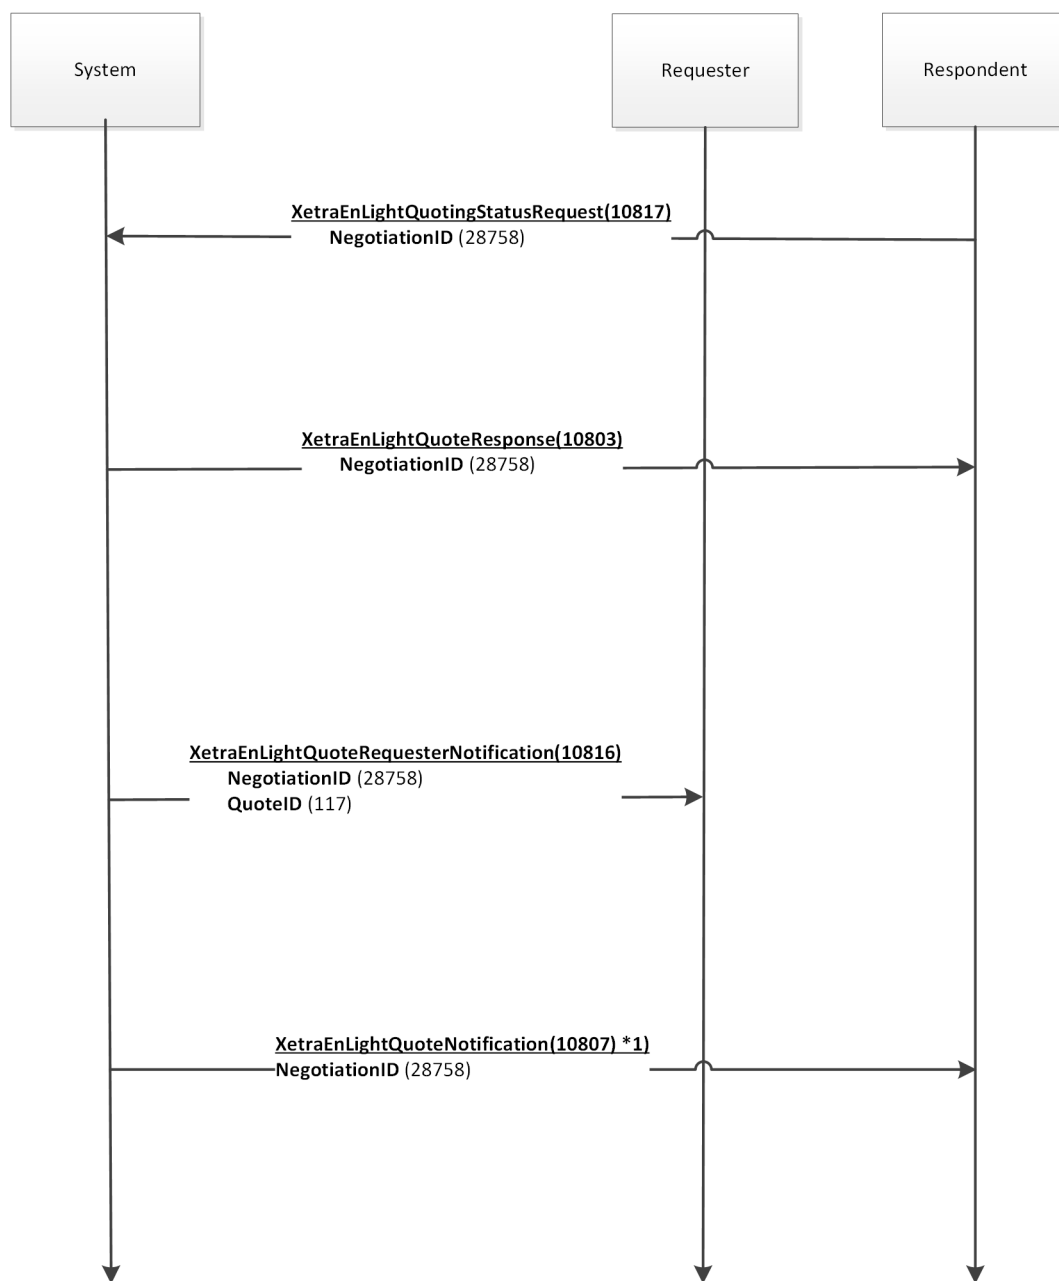 System
Requester
Respondent
XetraEnLightQuotingStatusRequest(10817)
NegotiationID (28758)
XetraEnLightQuoteResponse(10803)
NegotiationID (28758)
XetraEnLightQuoteRequesterNotification(10816)
NegotiationID (28758)
QuoteID (117)
XetraEnLightQuoteNotification(10807) *1)
NegotiationID (28758)